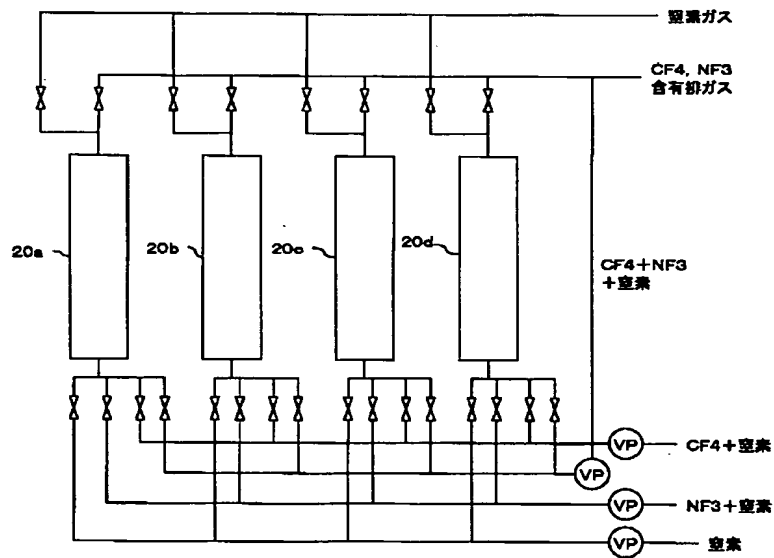 窒素ガス
CF4, NF3
含有排ガス
20a
20b
20c
20d
CF4+NF3
+窒素
VP
CF4+窒素
VP
VP
NF3+窒素
VP
窒素